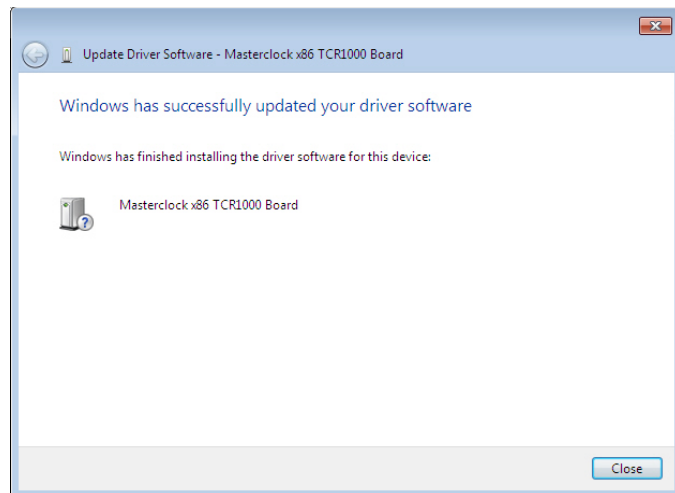 Update Driver Software - Masterclock x86 TCR1000 Board
Windows has successfully updated your driver software
Windows has finished installing the driver software for this device:
Masterclock x86 TCR1000 Board
Close